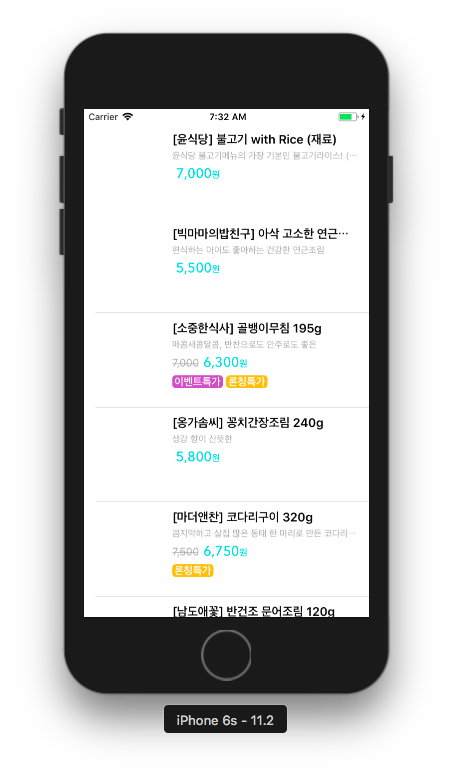 Carrier 7:32 AM
[윤식당] 불고기 with Rice (재료)
윤식당 불고기메뉴의 가장 기본인 불고기라이스! (…
7,000원
[빅마마의밥친구] 아삭 고소한 연근…
편식하는 아이도 좋아하는 건강한 연근조림
5,500원
[소중한식사] 골뱅이무침 195g
매콤새콤달콤, 반찬으로도 안주로도 좋은
7,000 6,300원
이벤트특가 론칭특가
[옹가솜씨] 꽁치간장조림 240g
생강 향이 산뜻한
5,800원
[마더앤찬] 코다리구이 320g
큼지막하고 살집 많은 동태 한 마리로 만든 코다리…
7,500 6,750원
론칭특가
[남도애꽃] 반건조 문어조림 120g
iPhone 6s - 11.2